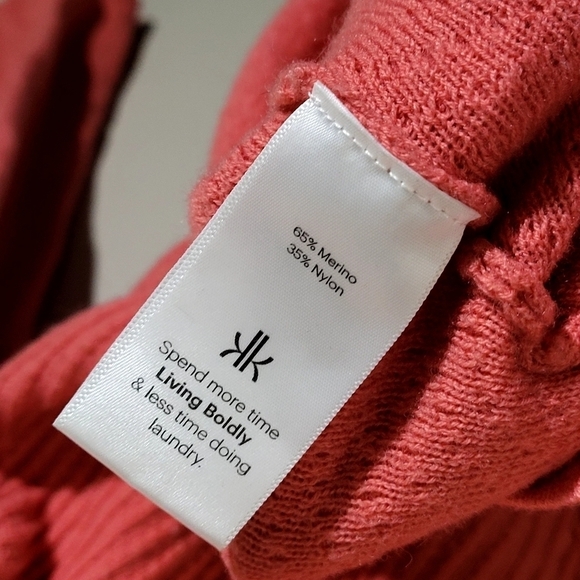 65% Merino
35% Nylon
Spend more time
Living Boldly
& less time doing
laundry.